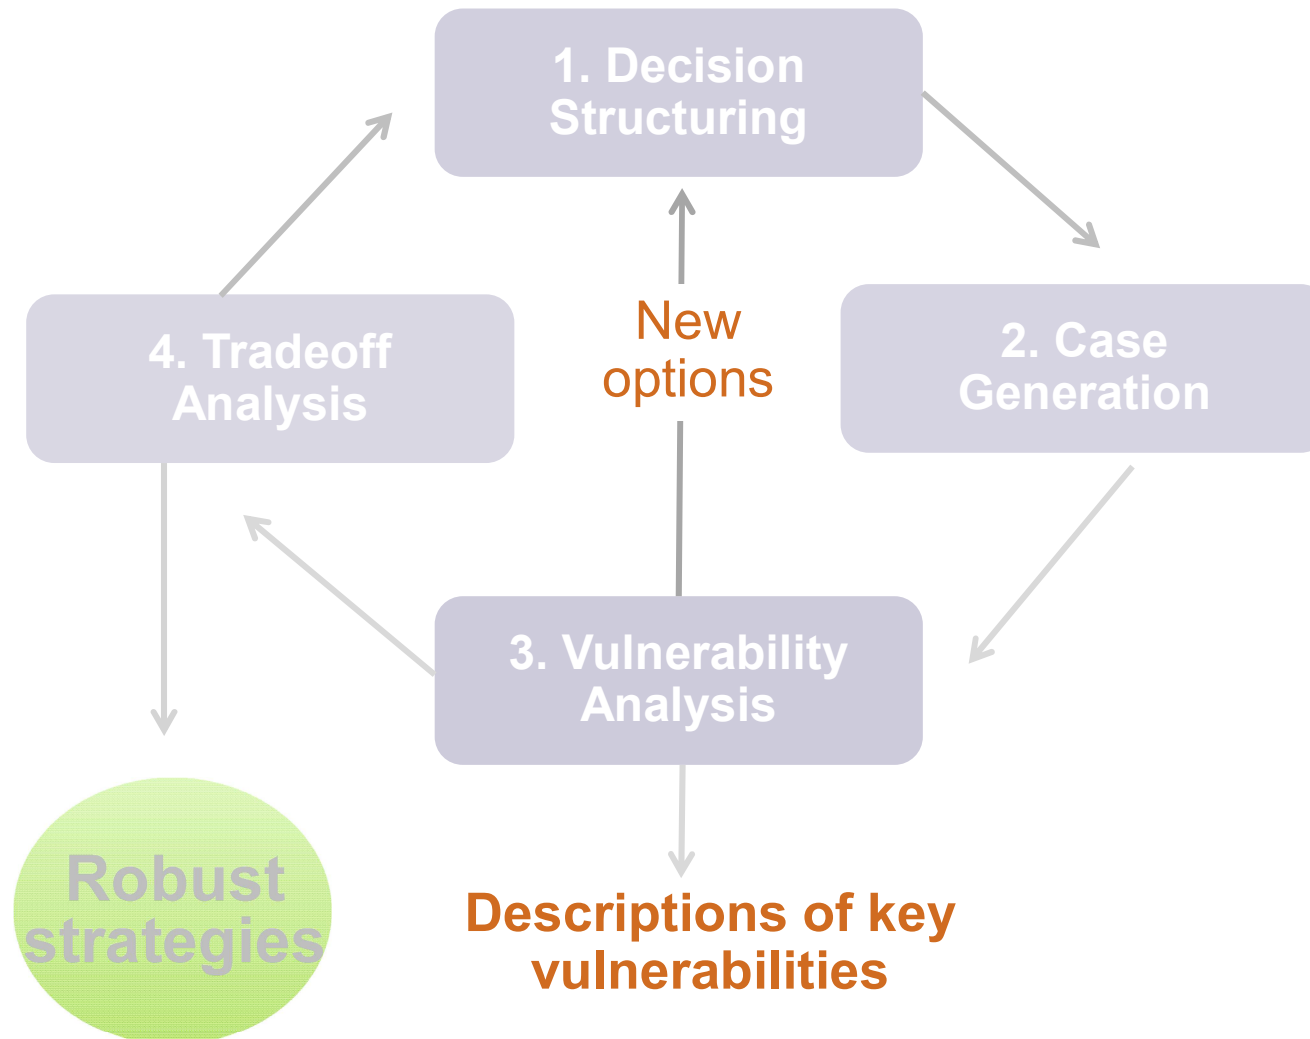 1. Decision
Structuring
New
options
4. Tradeoff
Analysis
2. Case
Generation
3. Vulnerability
Analysis
Robust
strategies
Descriptions of key
vulnerabilities